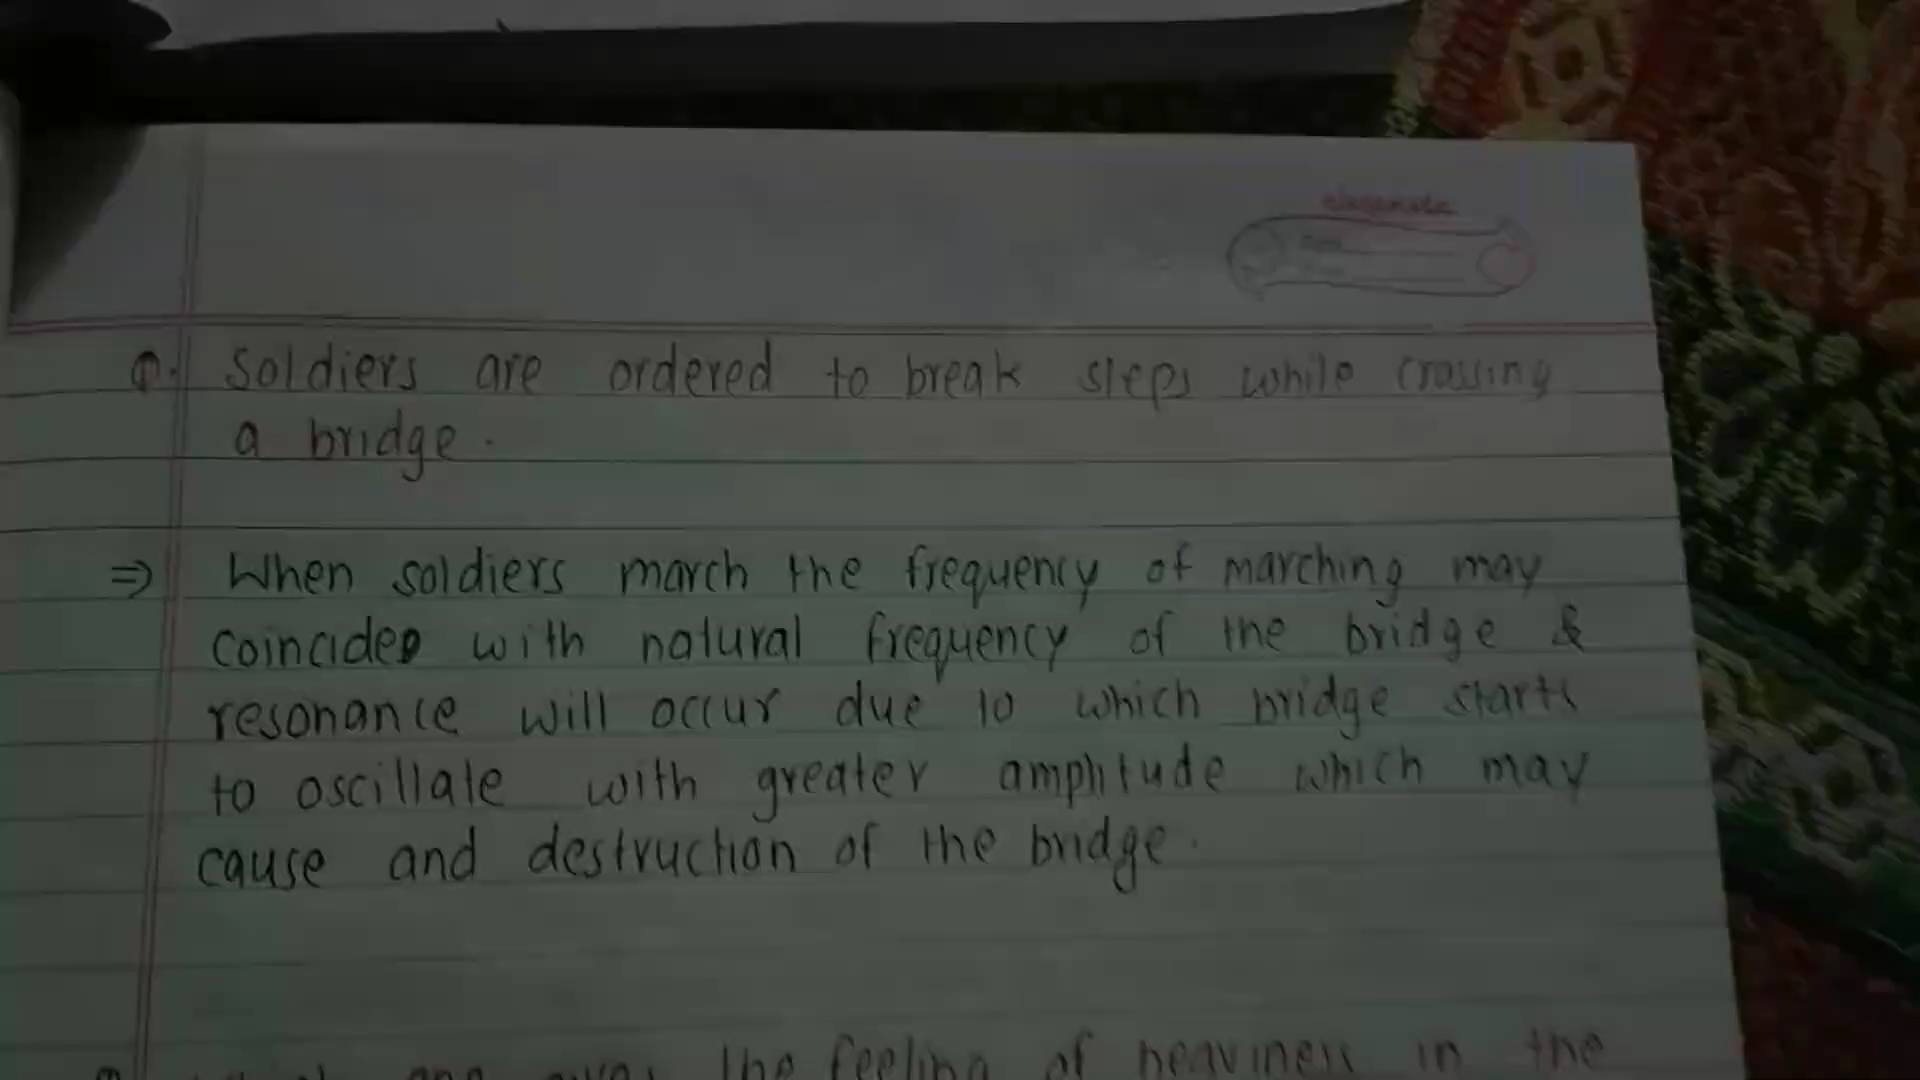 classmate
Q. Soldiers are ordered to break steps while crossing
a bridge.
⇒ When soldiers march the frequency of marching may
coincides with natural frequency of the bridge &
resonance will occur due to which bridge starts
to oscillate with greater amplitude which may
cause and destruction of the bridge.
the feeling of heaviness in the